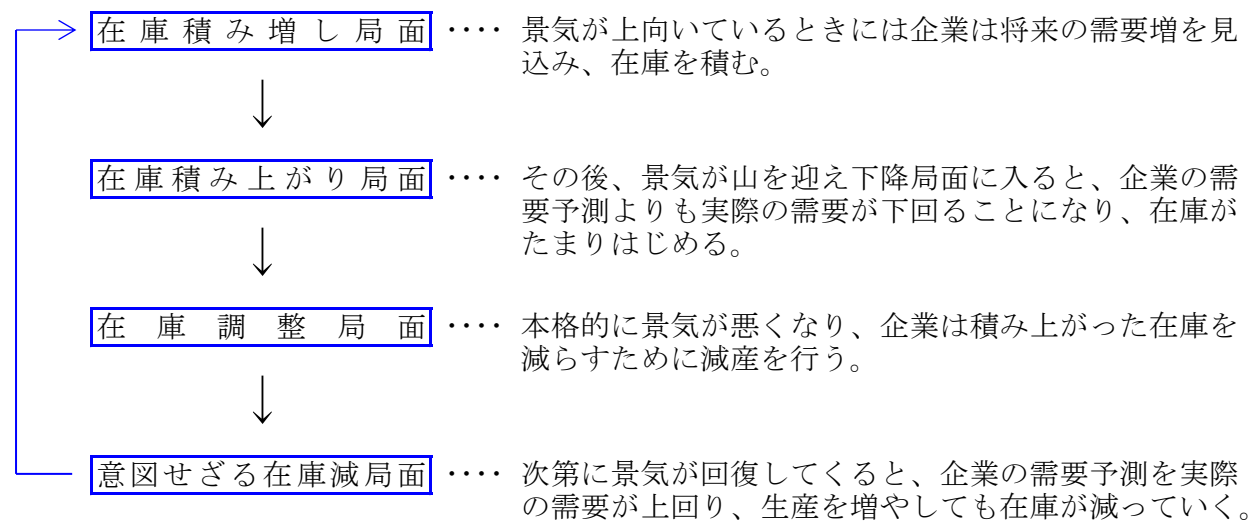 在庫積み増し局面 ‥‥ 景気が上向いているときには企業は将来の需要増を見
込み、在庫を積む。
↓
在庫積み上がり局面 ‥‥ その後、景気が山を迎え下降局面に入ると、企業の需
要予測よりも実際の需要が下回ることになり、在庫が
たまりはじめる。
↓
在庫調整局面 ‥‥ 本格的に景気が悪くなり、企業は積み上がった在庫を
減らすために減産を行う。
↓
意図せざる在庫減局面 ‥‥ 次第に景気が回復してくると、企業の需要予測を実際
の需要が上回り、生産を増やしても在庫が減っていく。